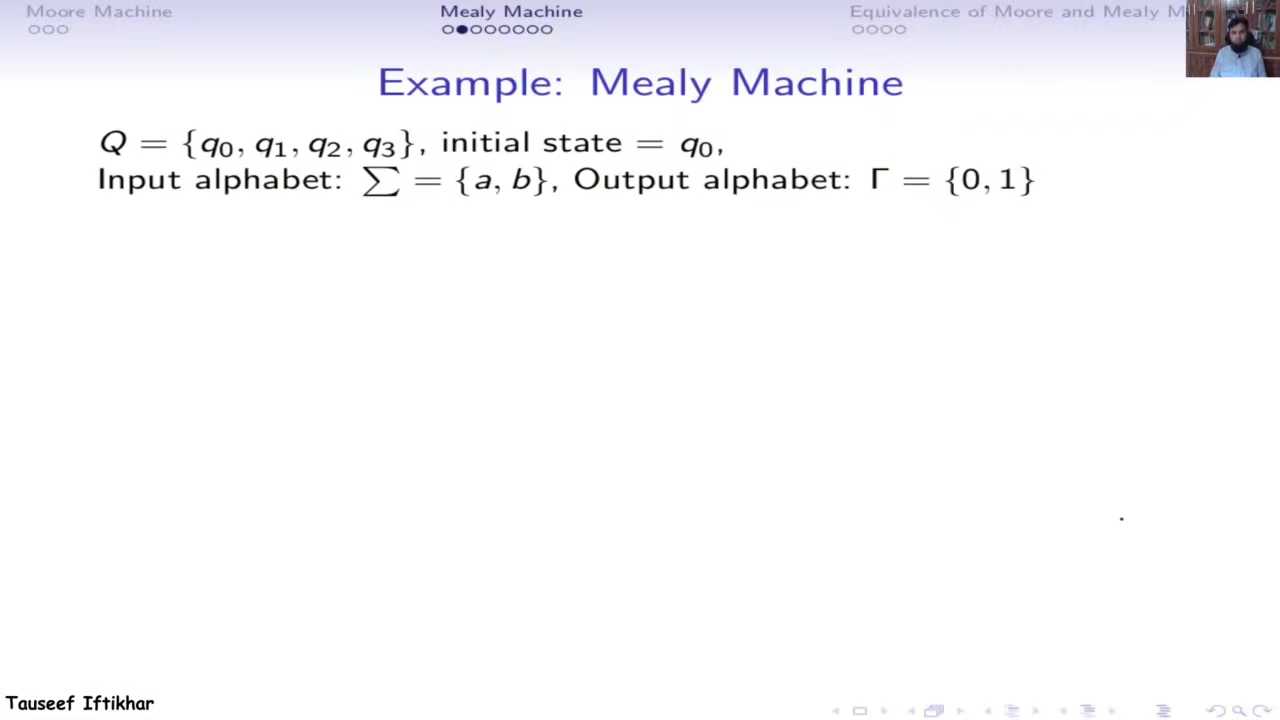 Moore Machine
Mealy Machine
Equivalence of Moore and Mealy
Example: Mealy Machine
Q = {q₀, q₁, q₂, q₃}, initial state = q₀,
Input alphabet: ∑ = {a, b}, Output alphabet: Γ = {0, 1}
Tauseef Iftikhar